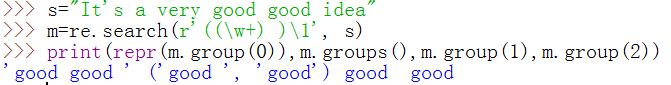 >>> s="It's a very good good idea"
>>> m=re.search(r'((\w+) )\1', s)
>>> print(repr(m.group(0)),m.groups(),m.group(1),m.group(2))
'good good ' ('good ', 'good') good  good